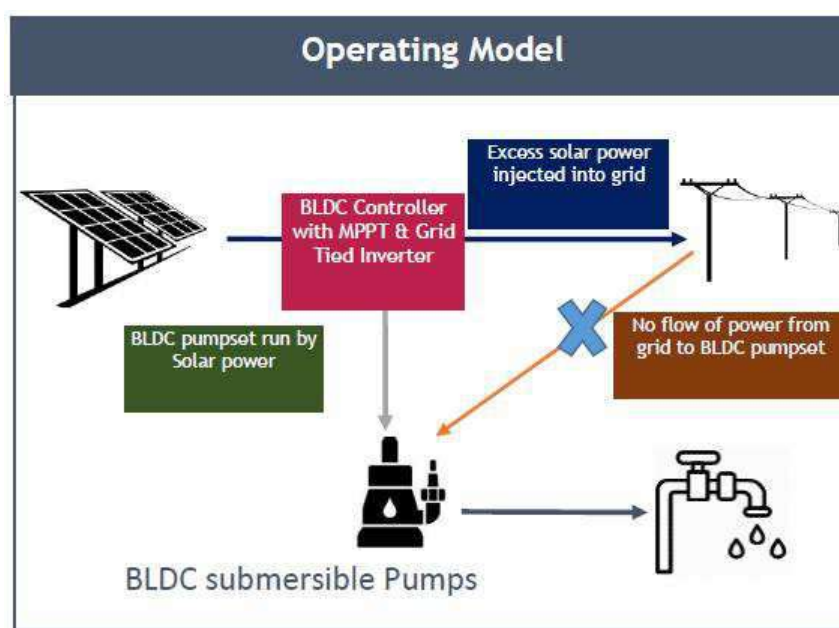 Operating Model
Excess solar power
injected into grid
BLDC Controller
with MPPT & Grid
Tied Inverter
BLDC pumpset run by
Solar power
No flow of power from
grid to BLDC pumpset
BLDC submersible Pumps